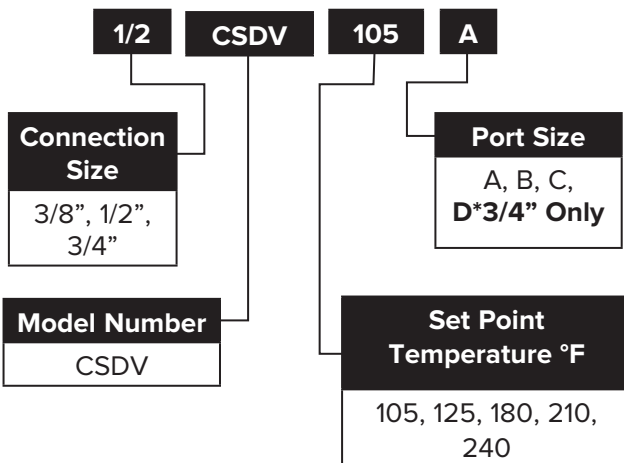 1/2 CSDV 105 A
Connection
Size
3/8”, 1/2”,
3/4”
Port Size
A, B, C,
D*3/4” Only
Model Number
CSDV
Set Point
Temperature °F
105, 125, 180, 210,
240